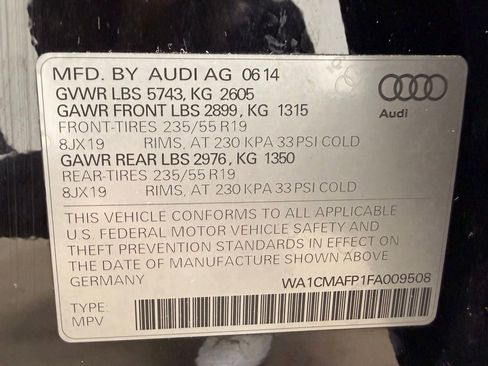 MFD. BY AUDI AG 06 14
GVWR LBS 5743, KG 2605
GAWR FRONT LBS 2899, KG 1315
FRONT-TIRES 235/55 R19
8JX19 RIMS, AT 230 KPA 33 PSI COLD
GAWR REAR LBS 2976, KG 1350
REAR-TIRES 235/55 R19
8JX19 RIMS, AT 230 KPA 33 PSI COLD
Audi
THIS VEHICLE CONFORMS TO ALL APPLICABLE
U.S. FEDERAL MOTOR VEHICLE SAFETY AND
THEFT PREVENTION STANDARDS IN EFFECT ON
THE DATE OF MANUFACTURE SHOWN ABOVE
GERMANY
WA1CMAFP1FA009508
TYPE:
MPV